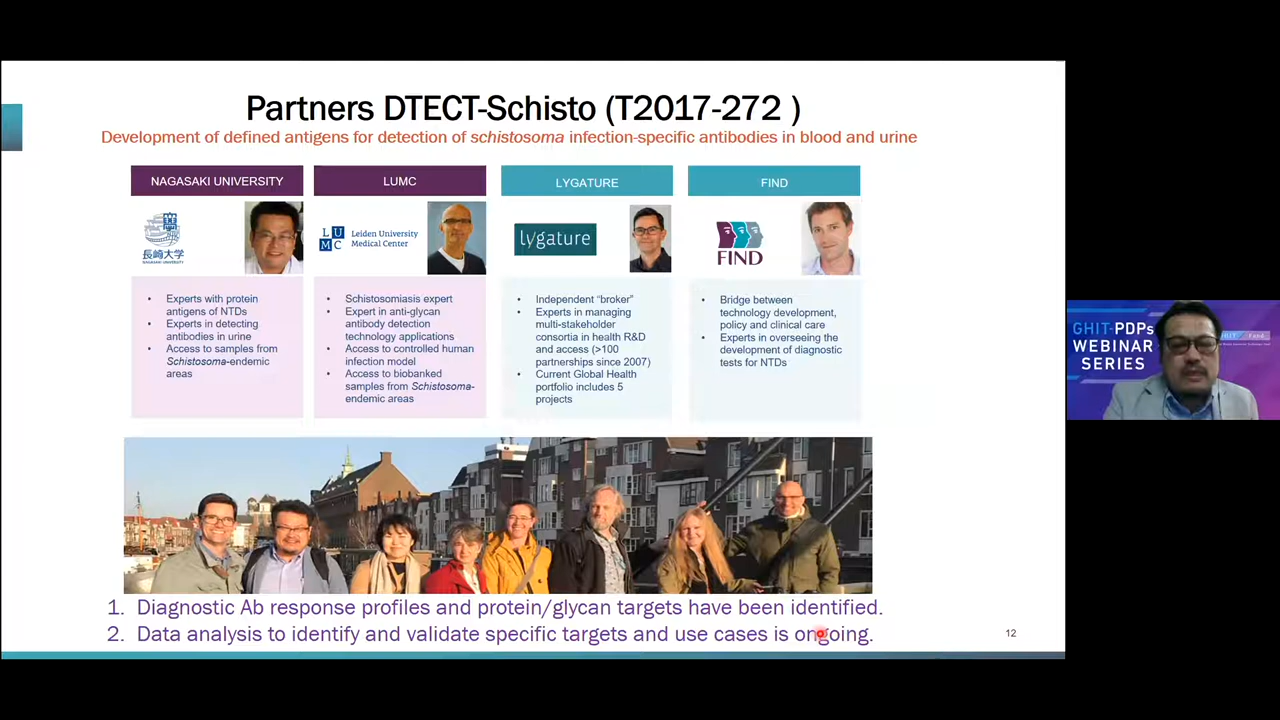 Partners DTECT-Schisto (T2017-272 )
Development of defined antigens for detection of schistosoma infection-specific antibodies in blood and urine
NAGASAKI UNIVERSITY
長崎大学
NAGASAKI UNIVERSITY
• Experts with protein
antigens of NTDs
• Experts in detecting
antibodies in urine
• Access to samples from
Schistosoma-endemic
areas
LUMC
L U
M C
Leiden University
Medical Center
• Schistosomiasis expert
• Expert in anti-glycan
antibody detection
technology applications
• Access to controlled human
infection model
• Access to biobanked
samples from Schistosoma-
endemic areas
LYGATURE
lygature
• Independent “broker”
• Experts in managing
multi-stakeholder
consortia in health R&D
and access (>100
partnerships since 2007)
• Current Global Health
portfolio includes 5
projects
FIND
FIND
• Bridge between
technology development,
policy and clinical care
• Experts in overseeing the
development of diagnostic
tests for NTDs
1. Diagnostic Ab response profiles and protein/glycan targets have been identified.
2. Data analysis to identify and validate specific targets and use cases is ongoing.
12
GHIT-PDPs
WEBINAR
SERIES